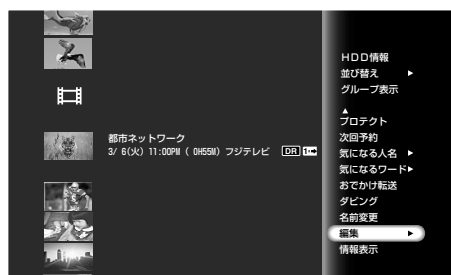 HDD情報
並び替え ▶
グループ表示
▲
プロテクト
次回予約
気になる人名 ▶
気になるワード▶
おでかけ転送
ダビング
名前変更
編集 ▶
情報表示
都市ネットワーク
3/ 6(火) 11:00PM ( 0H55M) フジテレビ DR 1➡